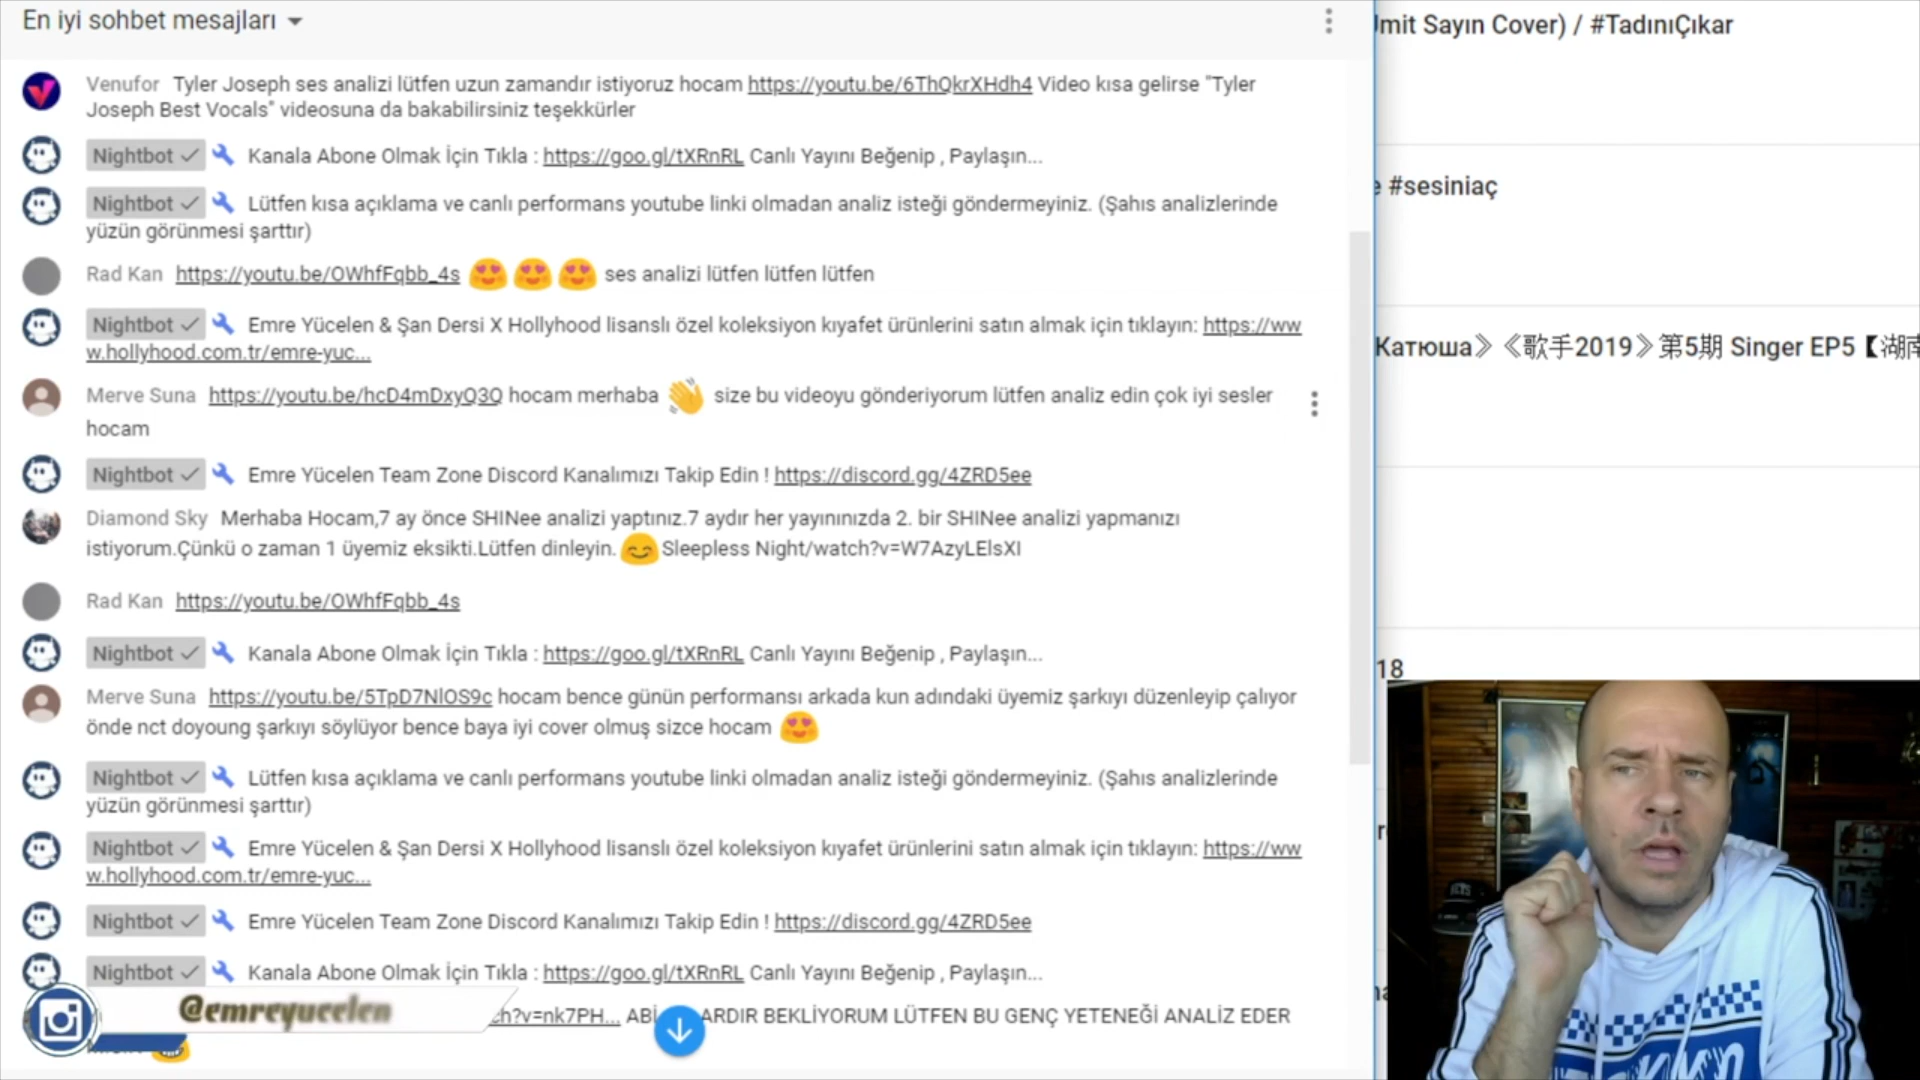 En iyi sohbet mesajları
Venufor Tyler Joseph ses analizi lütfen uzun zamandır istiyoruz hocam https://youtu.be/6ThQkrXHdh4 Video kısa gelirse "Tyler
Joseph Best Vocals" videosuna da bakabilirsiniz teşekkürler
Nightbot Kanala Abone Olmak İçin Tıkla : https://goo.gl/tXRnRL Canlı Yayını Beğenip , Paylaşın...
Nightbot Lütfen kısa açıklama ve canlı performans youtube linki olmadan analiz isteği göndermeyiniz. (Şahıs analizlerinde
yüzün görünmesi şarttır)
Rad Kan https://youtu.be/OWhfFqbb_4s 😍 😍 😍 ses analizi lütfen lütfen lütfen
Nightbot Emre Yücelen & Şan Dersi X Hollyhood lisanslı özel koleksiyon kıyafet ürünlerini satın almak için tıklayın: https://ww
w.hollyhood.com.tr/emre-yuc...
Merve Suna https://youtu.be/hcD4mDxyQ3Q hocam merhaba 👋 size bu videoyu gönderiyorum lütfen analiz edin çok iyi sesler
hocam
Nightbot Emre Yücelen Team Zone Discord Kanalımızı Takip Edin ! https://discord.gg/4ZRD5ee
Diamond Sky Merhaba Hocam,7 ay önce SHINee analizi yaptınız.7 aydır her yayınınızda 2. bir SHINee analizi yapmanızı
istiyorum.Çünkü o zaman 1 üyemiz eksikti.Lütfen dinleyin. 😊 Sleepless Night/watch?v=W7AzyLElsXI
Rad Kan https://youtu.be/OWhfFqbb_4s
Nightbot Kanala Abone Olmak İçin Tıkla : https://goo.gl/tXRnRL Canlı Yayını Beğenip , Paylaşın...
Merve Suna https://youtu.be/5TpD7NlOS9c hocam bence günün performansı arkada kun adındaki üyemiz şarkıyı düzenleyip çalıyor
önde nct doyoung şarkıyı söylüyor bence baya iyi cover olmuş sizce hocam 😍
Nightbot Lütfen kısa açıklama ve canlı performans youtube linki olmadan analiz isteği göndermeyiniz. (Şahıs analizlerinde
yüzün görünmesi şarttır)
Nightbot Emre Yücelen & Şan Dersi X Hollyhood lisanslı özel koleksiyon kıyafet ürünlerini satın almak için tıklayın: https://ww
w.hollyhood.com.tr/emre-yuc...
Nightbot Emre Yücelen Team Zone Discord Kanalımızı Takip Edin ! https://discord.gg/4ZRD5ee
Nightbot Kanala Abone Olmak İçin Tıkla : https://goo.gl/tXRnRL Canlı Yayını Beğenip , Paylaşın...
ch?v=nk7PH... ABİ ARDIR BEKLİYORUM LÜTFEN BU GENÇ YETENEĞİ ANALİZ EDER
@emreyucelen
Ümit Sayın Cover) / #TadınıÇıkar
e #sesiniaç
Катюша》《歌手2019》第5期 Singer EP5【湖南
18